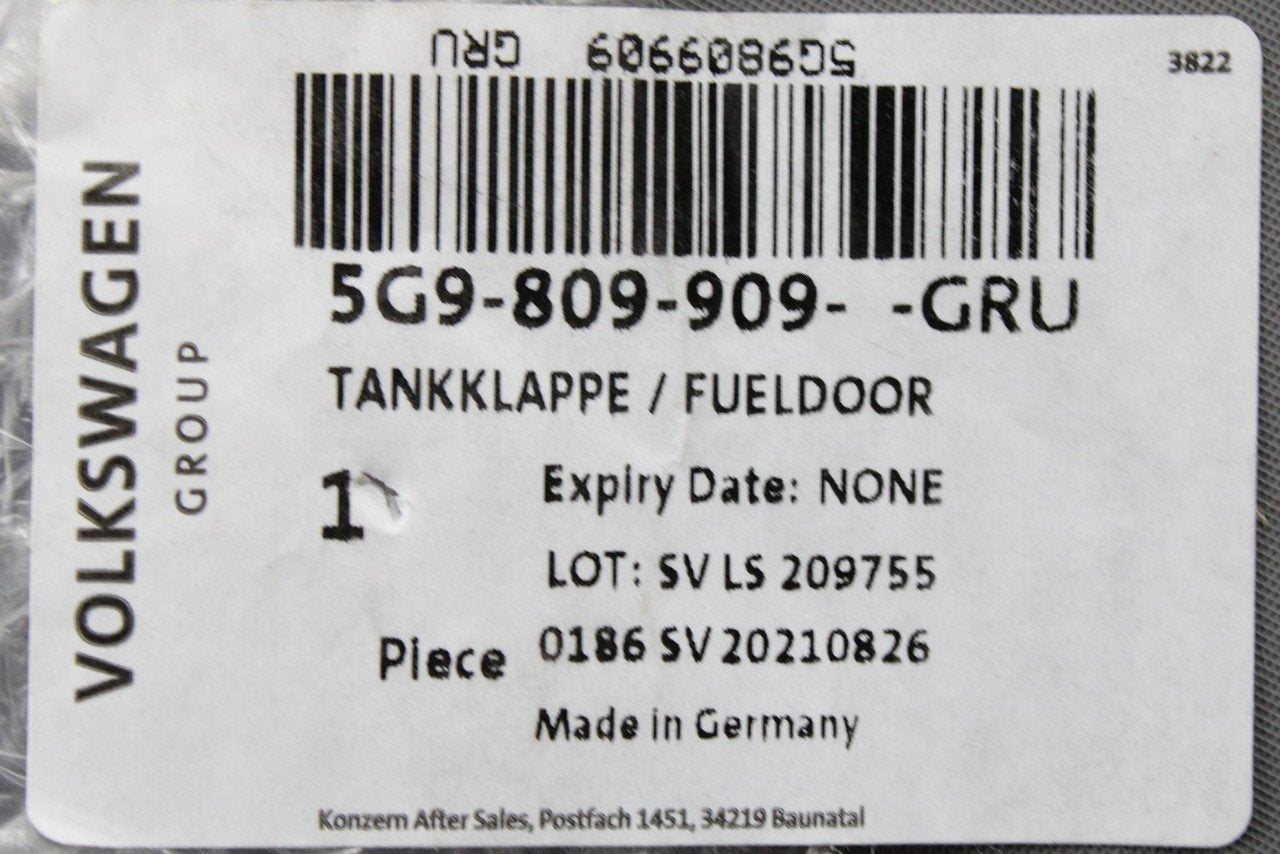 5G9809909 GRU
3822
VOLKSWAGEN
GROUP
5G9-809-909- -GRU
TANKKLAPPE / FUELDOOR
1
Expiry Date: NONE
LOT: SV LS 209755
Piece
0186 SV 20210826
Made in Germany
Konzern After Sales, Postfach 1451, 34219 Baunatal